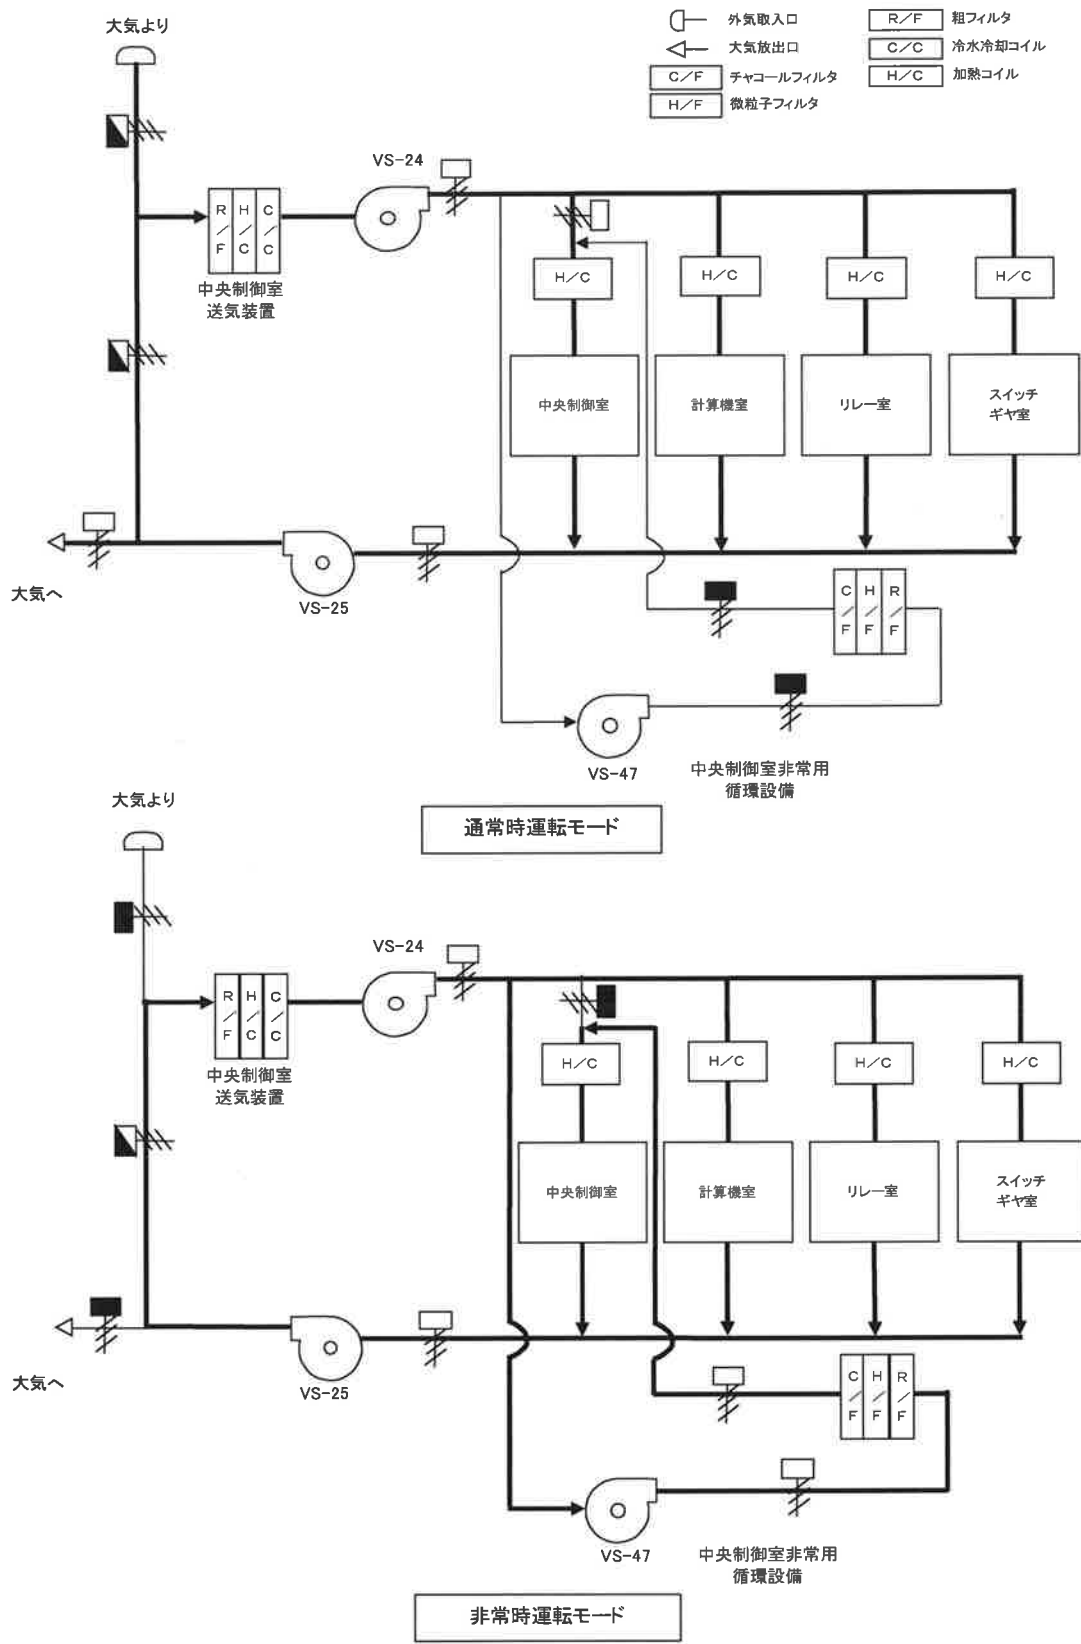 外気取入口
大気放出口
C/F チャコールフィルタ
H/F 微粒子フィルタ
R/F 粗フィルタ
C/C 冷水冷却コイル
H/C 加熱コイル
大気より
VS-24
R/F
H/C
C/C
中央制御室
送気装置
H/C
H/C
H/C
H/C
中央制御室
計算機室
リレー室
スイッチ
ギヤ室
大気へ
VS-25
C/F
H/F
R/F
VS-47
中央制御室非常用
循環設備
通常時運転モード
大気より
VS-24
R/F
H/C
C/C
中央制御室
送気装置
H/C
H/C
H/C
H/C
中央制御室
計算機室
リレー室
スイッチ
ギヤ室
大気へ
VS-25
C/F
H/F
R/F
VS-47
中央制御室非常用
循環設備
非常時運転モード